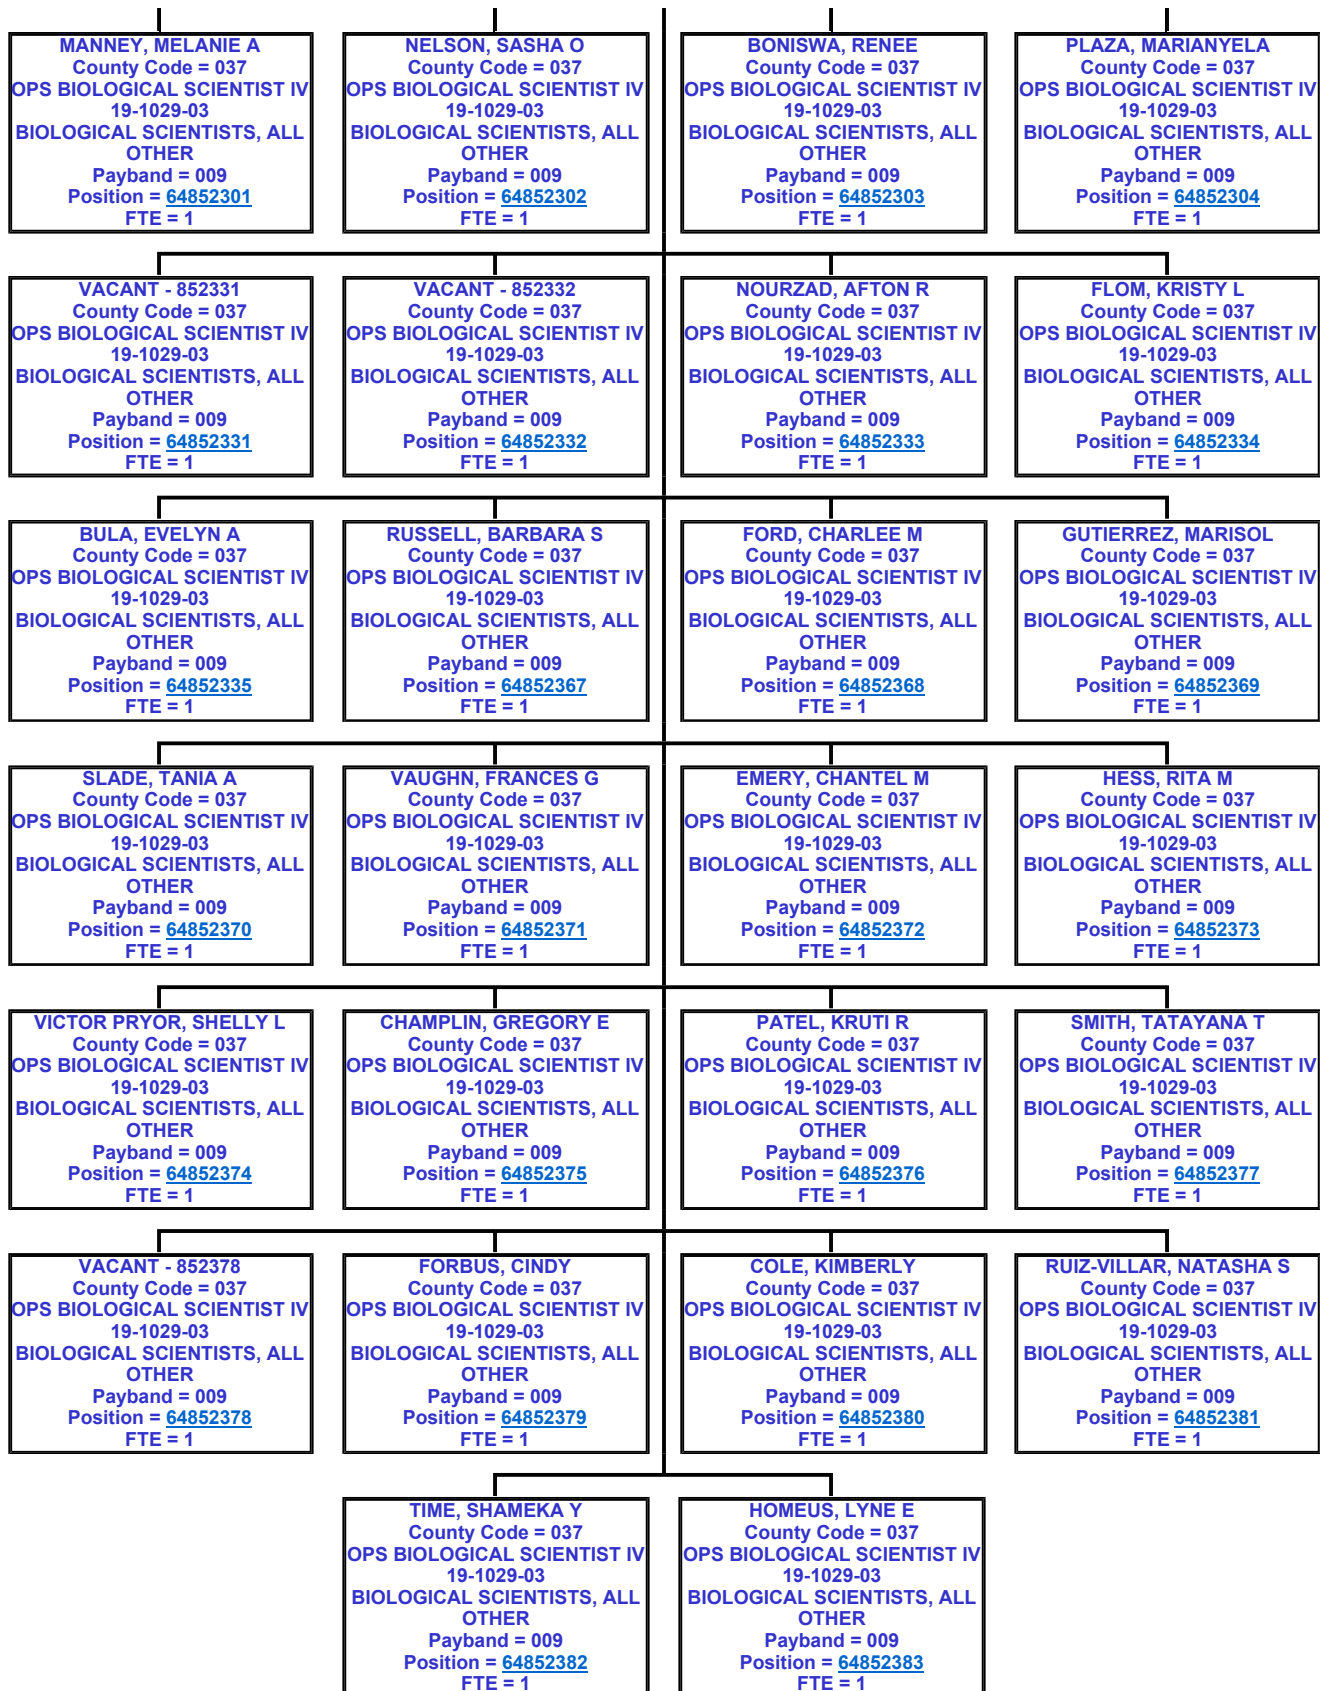 MANNEY, MELANIE A
County Code = 037
OPS BIOLOGICAL SCIENTIST IV
19-1029-03
BIOLOGICAL SCIENTISTS, ALL
OTHER
Payband = 009
Position = 64852301
FTE = 1
NELSON, SASHA O
County Code = 037
OPS BIOLOGICAL SCIENTIST IV
19-1029-03
BIOLOGICAL SCIENTISTS, ALL
OTHER
Payband = 009
Position = 64852302
FTE = 1
BONISWA, RENEE
County Code = 037
OPS BIOLOGICAL SCIENTIST IV
19-1029-03
BIOLOGICAL SCIENTISTS, ALL
OTHER
Payband = 009
Position = 64852303
FTE = 1
PLAZA, MARIANYELA
County Code = 037
OPS BIOLOGICAL SCIENTIST IV
19-1029-03
BIOLOGICAL SCIENTISTS, ALL
OTHER
Payband = 009
Position = 64852304
FTE = 1
VACANT - 852331
County Code = 037
OPS BIOLOGICAL SCIENTIST IV
19-1029-03
BIOLOGICAL SCIENTISTS, ALL
OTHER
Payband = 009
Position = 64852331
FTE = 1
VACANT - 852332
County Code = 037
OPS BIOLOGICAL SCIENTIST IV
19-1029-03
BIOLOGICAL SCIENTISTS, ALL
OTHER
Payband = 009
Position = 64852332
FTE = 1
NOURZAD, AFTON R
County Code = 037
OPS BIOLOGICAL SCIENTIST IV
19-1029-03
BIOLOGICAL SCIENTISTS, ALL
OTHER
Payband = 009
Position = 64852333
FTE = 1
FLOM, KRISTY L
County Code = 037
OPS BIOLOGICAL SCIENTIST IV
19-1029-03
BIOLOGICAL SCIENTISTS, ALL
OTHER
Payband = 009
Position = 64852334
FTE = 1
BULA, EVELYN A
County Code = 037
OPS BIOLOGICAL SCIENTIST IV
19-1029-03
BIOLOGICAL SCIENTISTS, ALL
OTHER
Payband = 009
Position = 64852335
FTE = 1
RUSSELL, BARBARA S
County Code = 037
OPS BIOLOGICAL SCIENTIST IV
19-1029-03
BIOLOGICAL SCIENTISTS, ALL
OTHER
Payband = 009
Position = 64852367
FTE = 1
FORD, CHARLEE M
County Code = 037
OPS BIOLOGICAL SCIENTIST IV
19-1029-03
BIOLOGICAL SCIENTISTS, ALL
OTHER
Payband = 009
Position = 64852368
FTE = 1
GUTIERREZ, MARISOL
County Code = 037
OPS BIOLOGICAL SCIENTIST IV
19-1029-03
BIOLOGICAL SCIENTISTS, ALL
OTHER
Payband = 009
Position = 64852369
FTE = 1
SLADE, TANIA A
County Code = 037
OPS BIOLOGICAL SCIENTIST IV
19-1029-03
BIOLOGICAL SCIENTISTS, ALL
OTHER
Payband = 009
Position = 64852370
FTE = 1
VAUGHN, FRANCES G
County Code = 037
OPS BIOLOGICAL SCIENTIST IV
19-1029-03
BIOLOGICAL SCIENTISTS, ALL
OTHER
Payband = 009
Position = 64852371
FTE = 1
EMERY, CHANTEL M
County Code = 037
OPS BIOLOGICAL SCIENTIST IV
19-1029-03
BIOLOGICAL SCIENTISTS, ALL
OTHER
Payband = 009
Position = 64852372
FTE = 1
HESS, RITA M
County Code = 037
OPS BIOLOGICAL SCIENTIST IV
19-1029-03
BIOLOGICAL SCIENTISTS, ALL
OTHER
Payband = 009
Position = 64852373
FTE = 1
VICTOR PRYOR, SHELLY L
County Code = 037
OPS BIOLOGICAL SCIENTIST IV
19-1029-03
BIOLOGICAL SCIENTISTS, ALL
OTHER
Payband = 009
Position = 64852374
FTE = 1
CHAMPLIN, GREGORY E
County Code = 037
OPS BIOLOGICAL SCIENTIST IV
19-1029-03
BIOLOGICAL SCIENTISTS, ALL
OTHER
Payband = 009
Position = 64852375
FTE = 1
PATEL, KRUTI R
County Code = 037
OPS BIOLOGICAL SCIENTIST IV
19-1029-03
BIOLOGICAL SCIENTISTS, ALL
OTHER
Payband = 009
Position = 64852376
FTE = 1
SMITH, TATAYANA T
County Code = 037
OPS BIOLOGICAL SCIENTIST IV
19-1029-03
BIOLOGICAL SCIENTISTS, ALL
OTHER
Payband = 009
Position = 64852377
FTE = 1
VACANT - 852378
County Code = 037
OPS BIOLOGICAL SCIENTIST IV
19-1029-03
BIOLOGICAL SCIENTISTS, ALL
OTHER
Payband = 009
Position = 64852378
FTE = 1
FORBUS, CINDY
County Code = 037
OPS BIOLOGICAL SCIENTIST IV
19-1029-03
BIOLOGICAL SCIENTISTS, ALL
OTHER
Payband = 009
Position = 64852379
FTE = 1
COLE, KIMBERLY
County Code = 037
OPS BIOLOGICAL SCIENTIST IV
19-1029-03
BIOLOGICAL SCIENTISTS, ALL
OTHER
Payband = 009
Position = 64852380
FTE = 1
RUIZ-VILLAR, NATASHA S
County Code = 037
OPS BIOLOGICAL SCIENTIST IV
19-1029-03
BIOLOGICAL SCIENTISTS, ALL
OTHER
Payband = 009
Position = 64852381
FTE = 1
TIME, SHAMEKA Y
County Code = 037
OPS BIOLOGICAL SCIENTIST IV
19-1029-03
BIOLOGICAL SCIENTISTS, ALL
OTHER
Payband = 009
Position = 64852382
FTE = 1
HOMEUS, LYNE E
County Code = 037
OPS BIOLOGICAL SCIENTIST IV
19-1029-03
BIOLOGICAL SCIENTISTS, ALL
OTHER
Payband = 009
Position = 64852383
FTE = 1